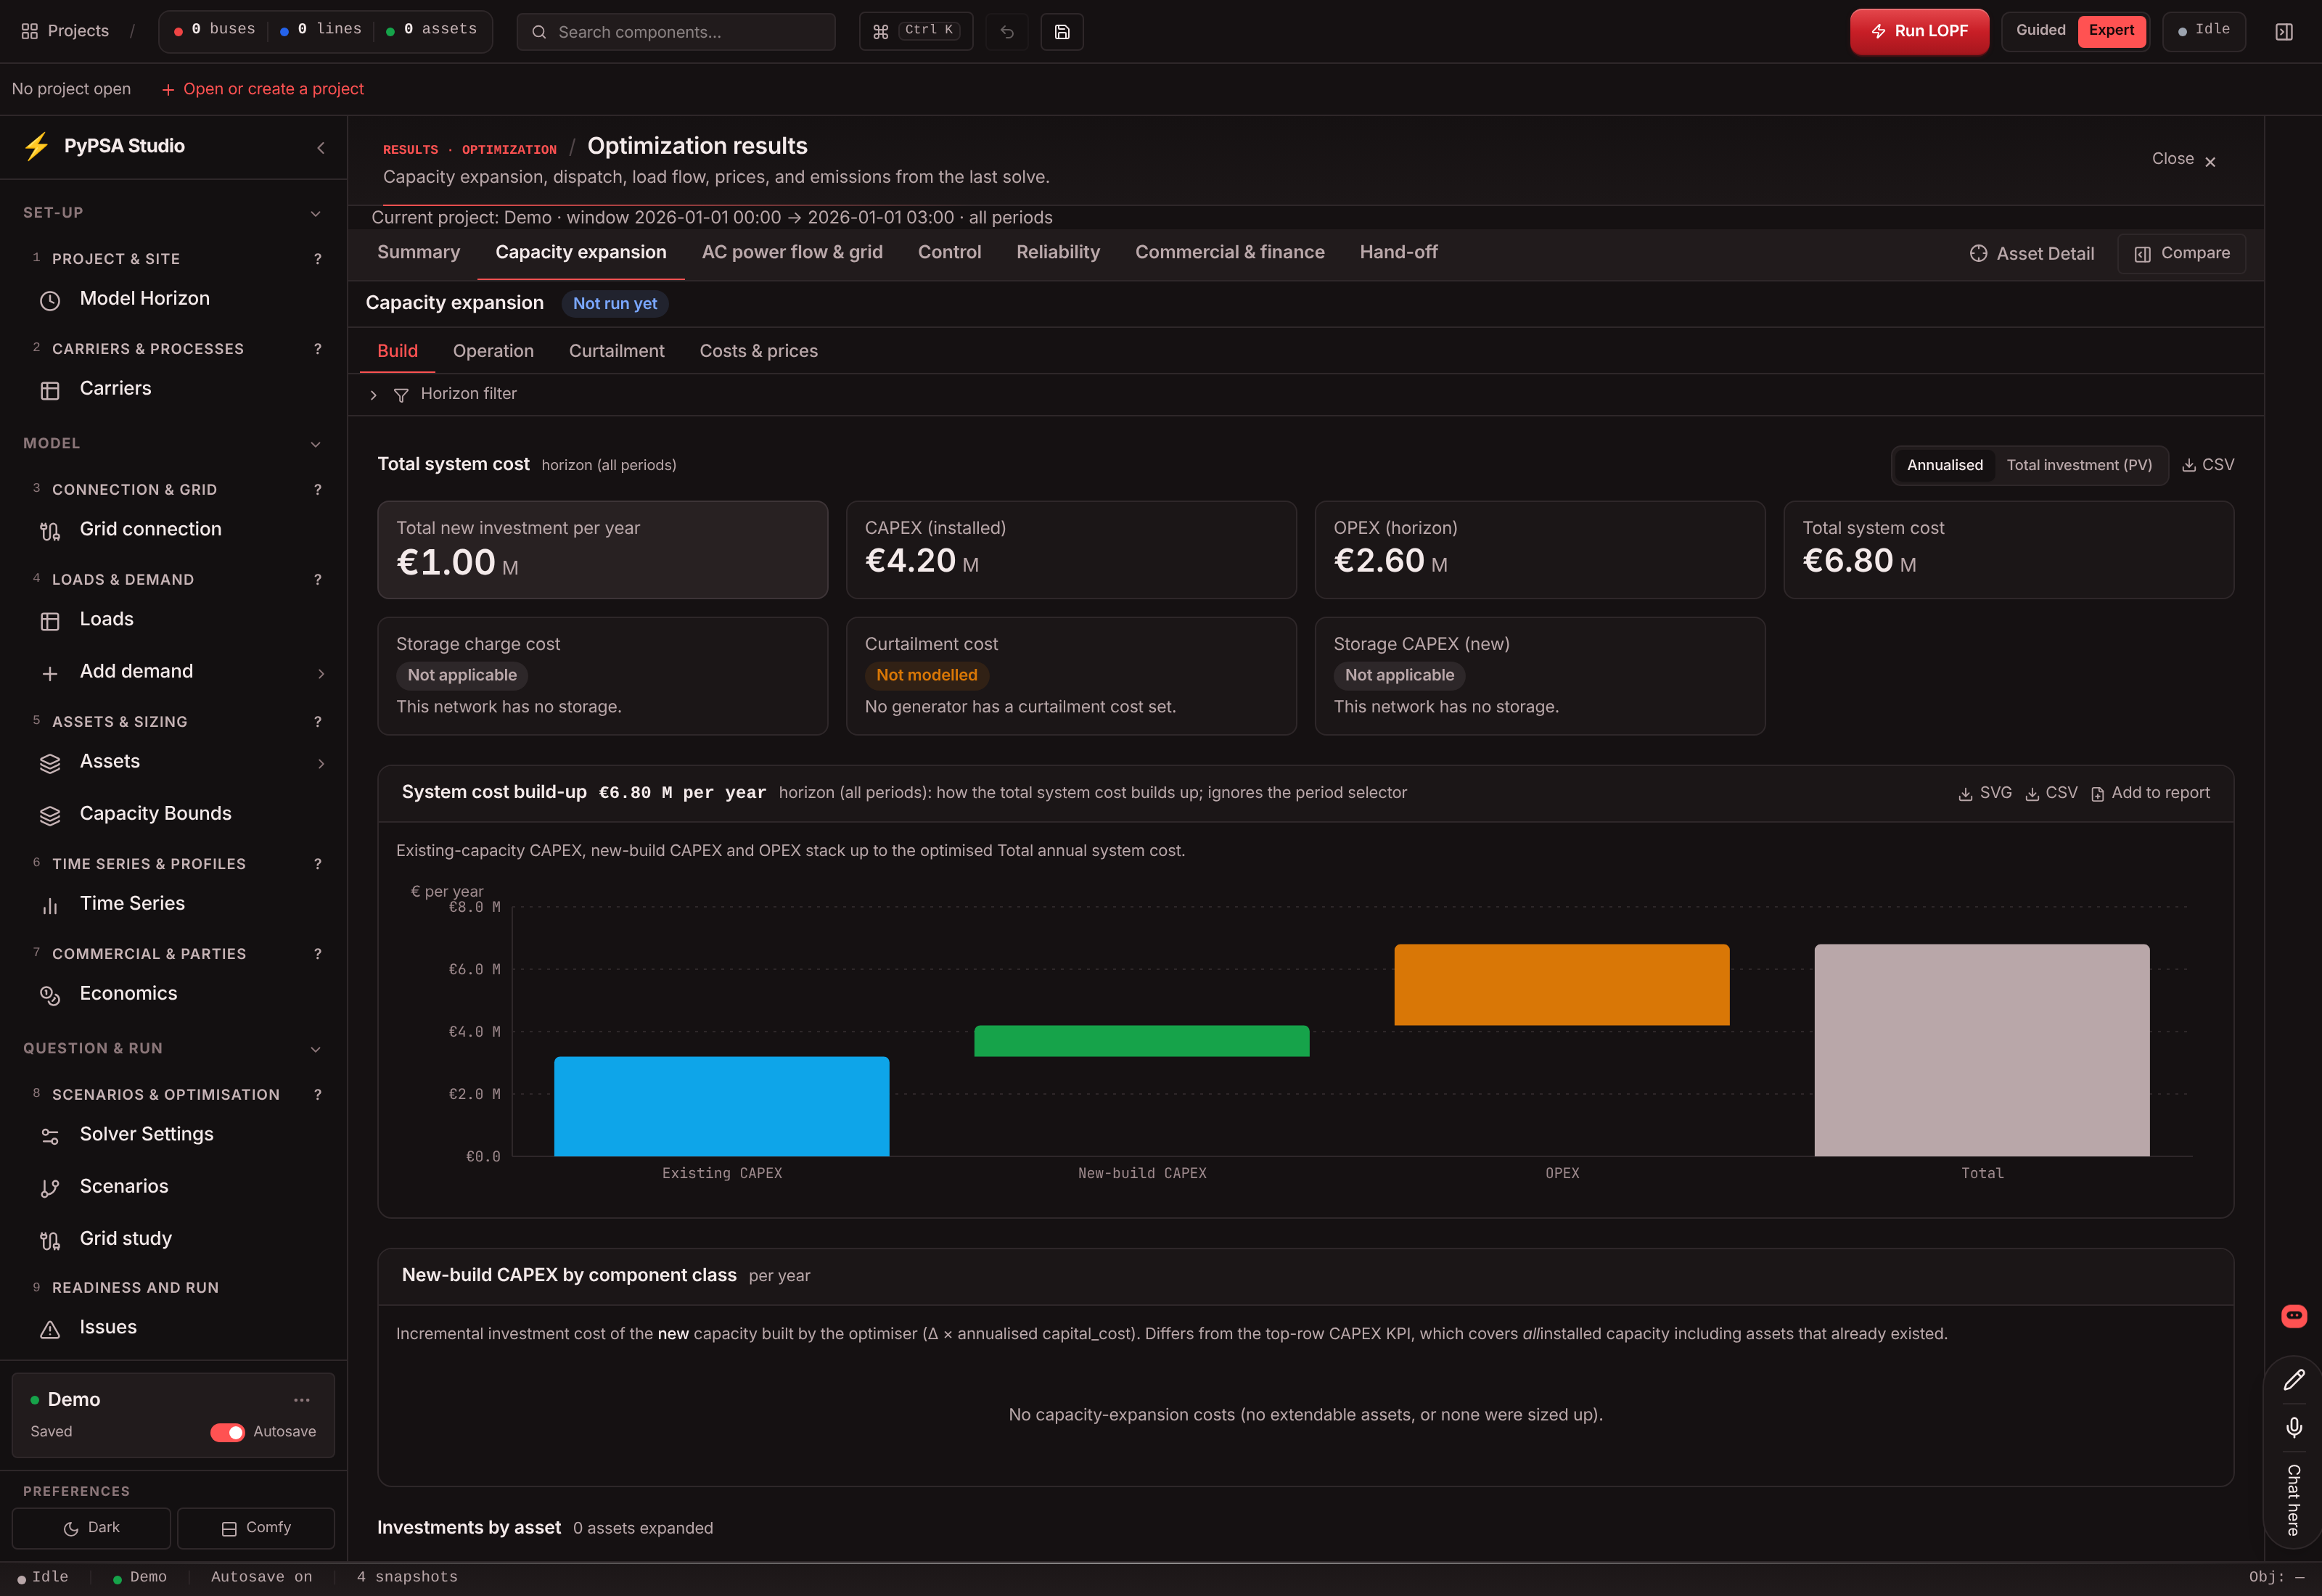 Projects / 0 buses 0 lines 0 assets Search components... Ctrl K Run LOPF Guided Expert Idle
No project open + Open or create a project
PyPSA Studio
SET-UP
1 PROJECT & SITE ?
Model Horizon
2 CARRIERS & PROCESSES ?
Carriers
MODEL
3 CONNECTION & GRID ?
Grid connection
4 LOADS & DEMAND ?
Loads
Add demand
5 ASSETS & SIZING ?
Assets
Capacity Bounds
6 TIME SERIES & PROFILES ?
Time Series
7 COMMERCIAL & PARTIES ?
Economics
QUESTION & RUN
8 SCENARIOS & OPTIMISATION ?
Solver Settings
Scenarios
Grid study
9 READINESS AND RUN
Issues
Demo ...
Saved Autosave
PREFERENCES
Dark Comfy
RESULTS · OPTIMIZATION / Optimization results
Capacity expansion, dispatch, load flow, prices, and emissions from the last solve.
Close
Current project: Demo · window 2026-01-01 00:00 → 2026-01-01 03:00 · all periods
Summary Capacity expansion AC power flow & grid Control Reliability Commercial & finance Hand-off Asset Detail Compare
Capacity expansion Not run yet
Build Operation Curtailment Costs & prices
Horizon filter
Total system cost horizon (all periods) Annualised Total investment (PV) CSV
Total new investment per year
€1.00 M
CAPEX (installed)
€4.20 M
OPEX (horizon)
€2.60 M
Total system cost
€6.80 M
Storage charge cost
Not applicable
This network has no storage.
Curtailment cost
Not modelled
No generator has a curtailment cost set.
Storage CAPEX (new)
Not applicable
This network has no storage.
System cost build-up €6.80 M per year horizon (all periods): how the total system cost builds up; ignores the period selector SVG CSV Add to report
Existing-capacity CAPEX, new-build CAPEX and OPEX stack up to the optimised Total annual system cost.
€ per year
€8.0 M
€6.0 M
€4.0 M
€2.0 M
€0.0
Existing CAPEX New-build CAPEX OPEX Total
New-build CAPEX by component class per year
Incremental investment cost of the new capacity built by the optimiser (Δ × annualised capital_cost). Differs from the top-row CAPEX KPI, which covers allinstalled capacity including assets that already existed.
No capacity-expansion costs (no extendable assets, or none were sized up).
Investments by asset 0 assets expanded
Chat here
Idle Demo Autosave on 4 snapshots Obj: —